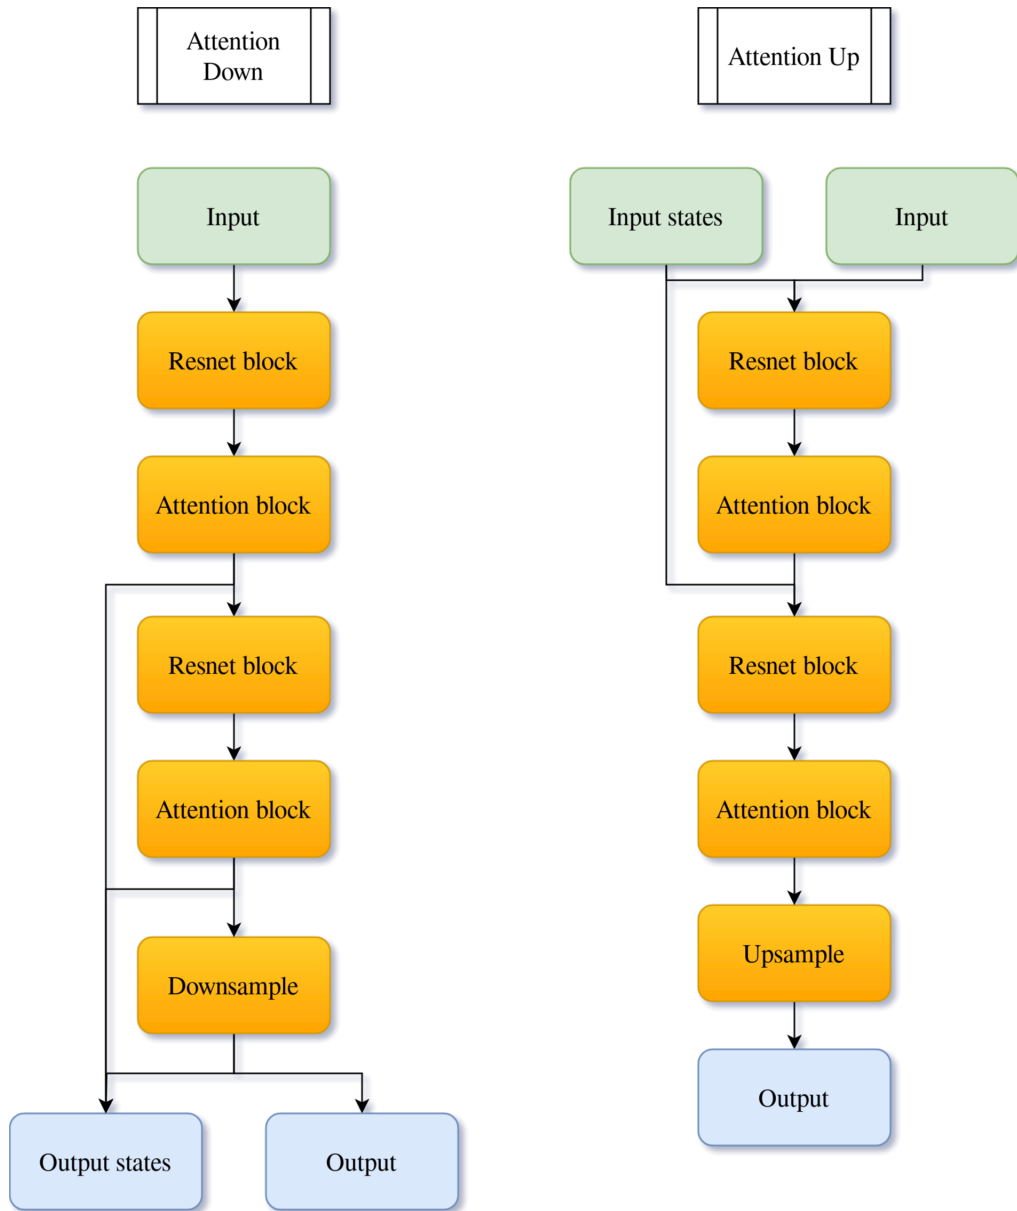 Attention
Down
Input
Resnet block
Attention block
Resnet block
Attention block
Downsample
Output states
Output
Attention Up
Input states
Input
Resnet block
Attention block
Resnet block
Attention block
Upsample
Output